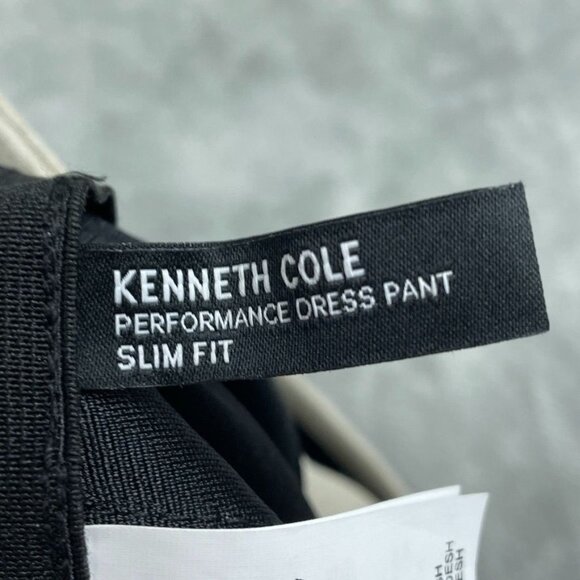 KENNETH COLE
PERFORMANCE DRESS PANT
SLIM FIT